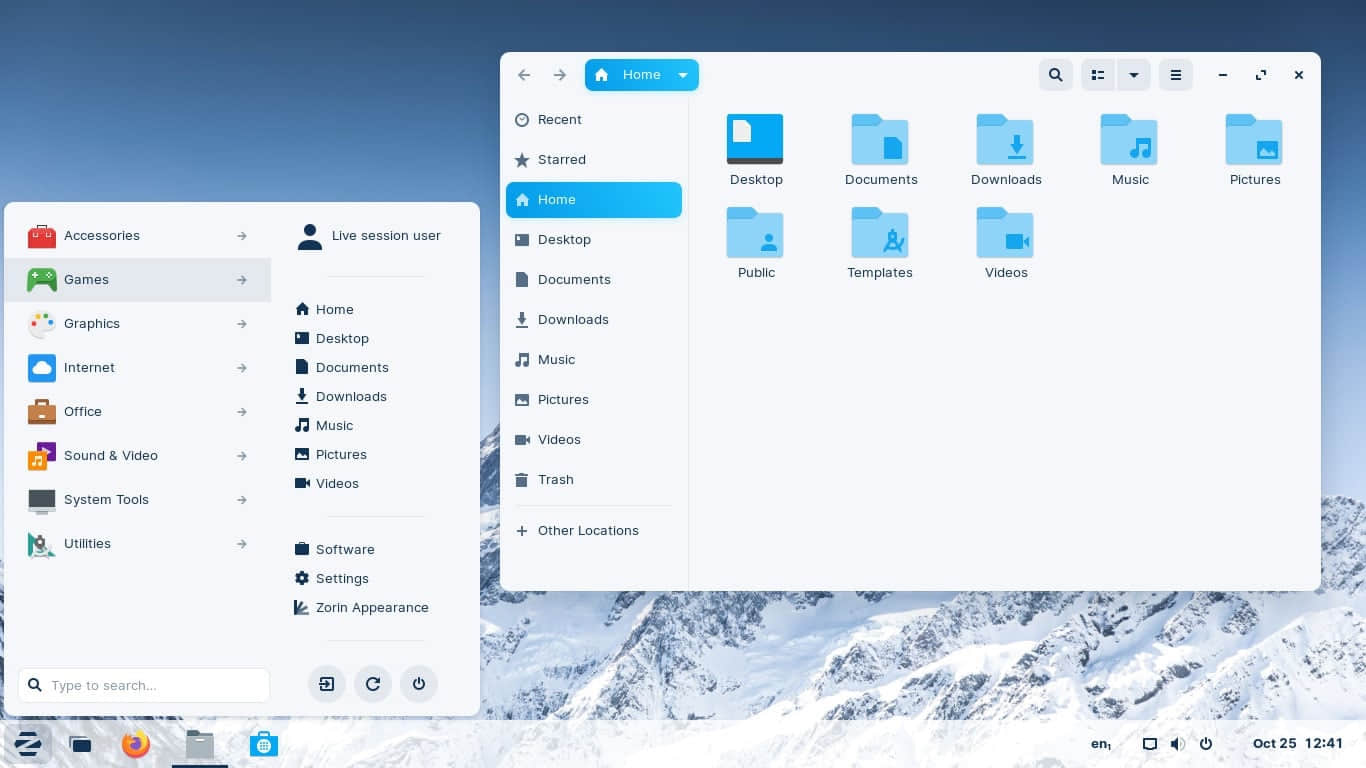 Home
Recent
Starred
Home
Desktop
Documents
Downloads
Music
Pictures
Videos
Trash
Other Locations
Desktop
Documents
Downloads
Music
Pictures
Public
Templates
Videos
Accessories
Games
Graphics
Internet
Office
Sound & Video
System Tools
Utilities
Type to search...
Live session user
Home
Desktop
Documents
Downloads
Music
Pictures
Videos
Software
Settings
Zorin Appearance
en₁
Oct 25 12:41